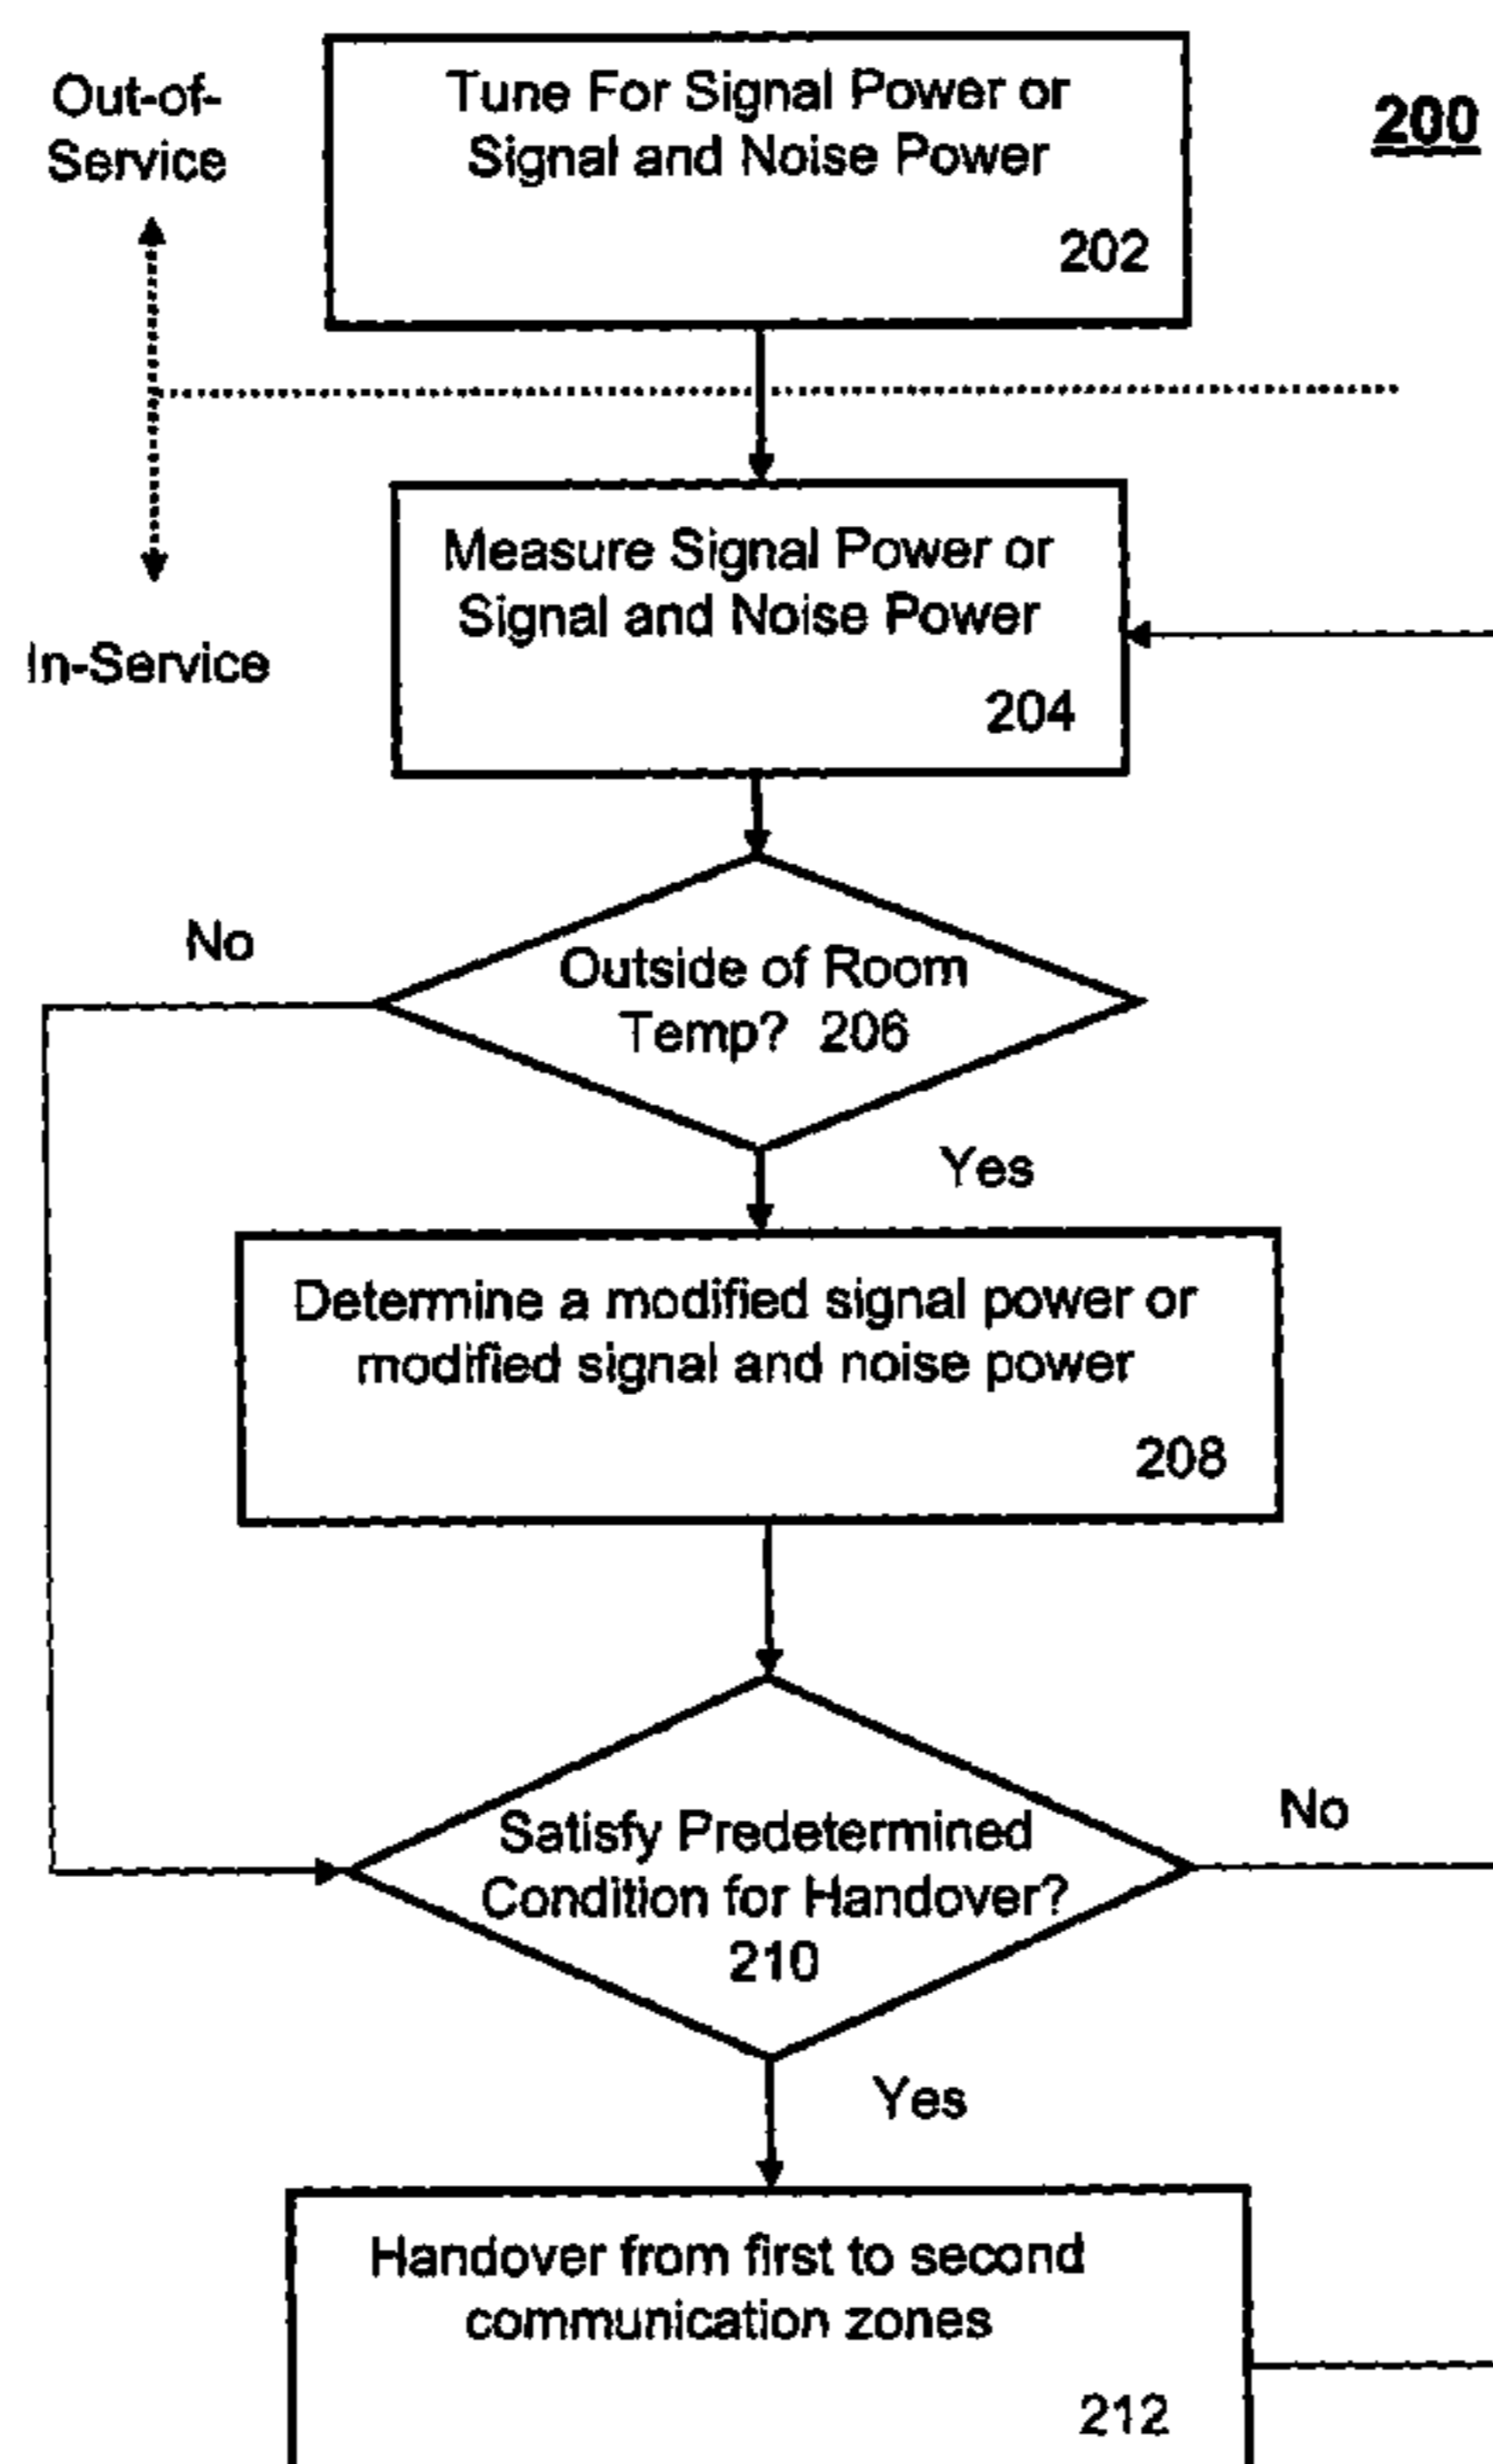 Out-of-
Service
Tune For Signal Power or
Signal and Noise Power
202
200
Measure Signal Power or
Signal and Noise Power
204
In-Service
No
Outside of Room
Temp? 206
Yes
Determine a modified signal power or
modified signal and noise power
208
Satisfy Predetermined
Condition for Handover?
210
No
Yes
Handover from first to second
communication zones
212